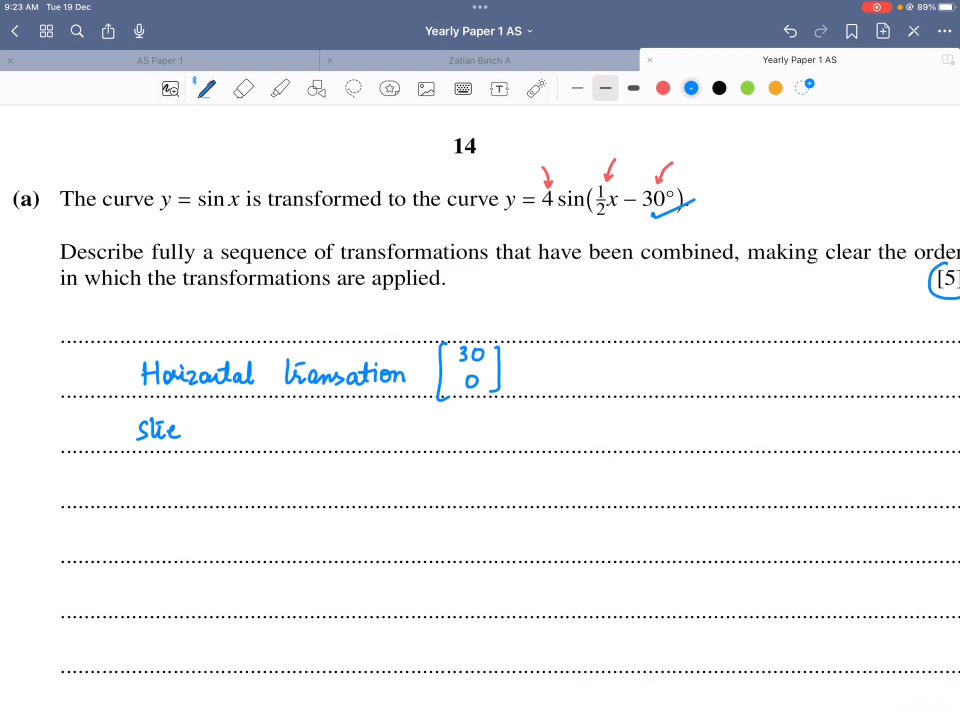 9:23 AM Tue 19 Dec
89%
Yearly Paper 1 AS
AS Paper 1
Zatian Batch A
Yearly Paper 1 AS
14
(a) The curve y = sin x is transformed to the curve y = 4 sin(½x − 30°).
Describe fully a sequence of transformations that have been combined, making clear the order
in which the transformations are applied. [5]
Horizontal transation [30 0]
Stre